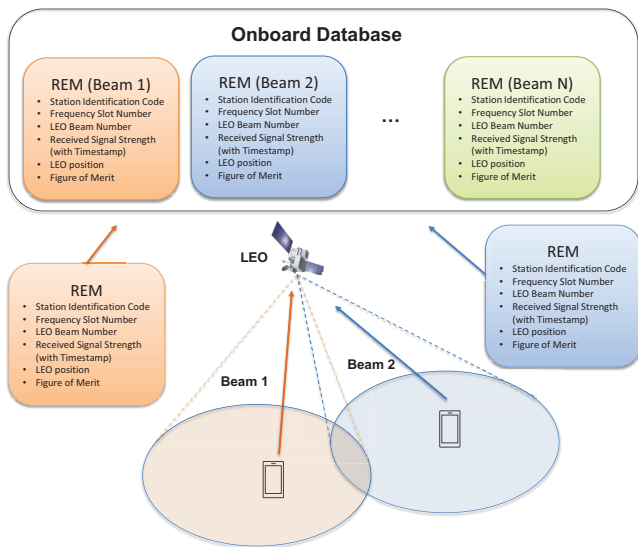 Onboard Database
REM (Beam 1)
• Station Identification Code
• Frequency Slot Number
• LEO Beam Number
• Received Signal Strength
(with Timestamp)
• LEO position
• Figure of Merit
REM (Beam 2)
• Station Identification Code
• Frequency Slot Number
• LEO Beam Number
• Received Signal Strength
(with Timestamp)
• LEO position
• Figure of Merit
...
REM (Beam N)
• Station Identification Code
• Frequency Slot Number
• LEO Beam Number
• Received Signal Strength
(with Timestamp)
• LEO position
• Figure of Merit
LEO
REM
• Station Identification Code
• Frequency Slot Number
• LEO Beam Number
• Received Signal Strength
(with Timestamp)
• LEO position
• Figure of Merit
REM
• Station Identification Code
• Frequency Slot Number
• LEO Beam Number
• Received Signal Strength
(with Timestamp)
• LEO position
• Figure of Merit
Beam 1
Beam 2